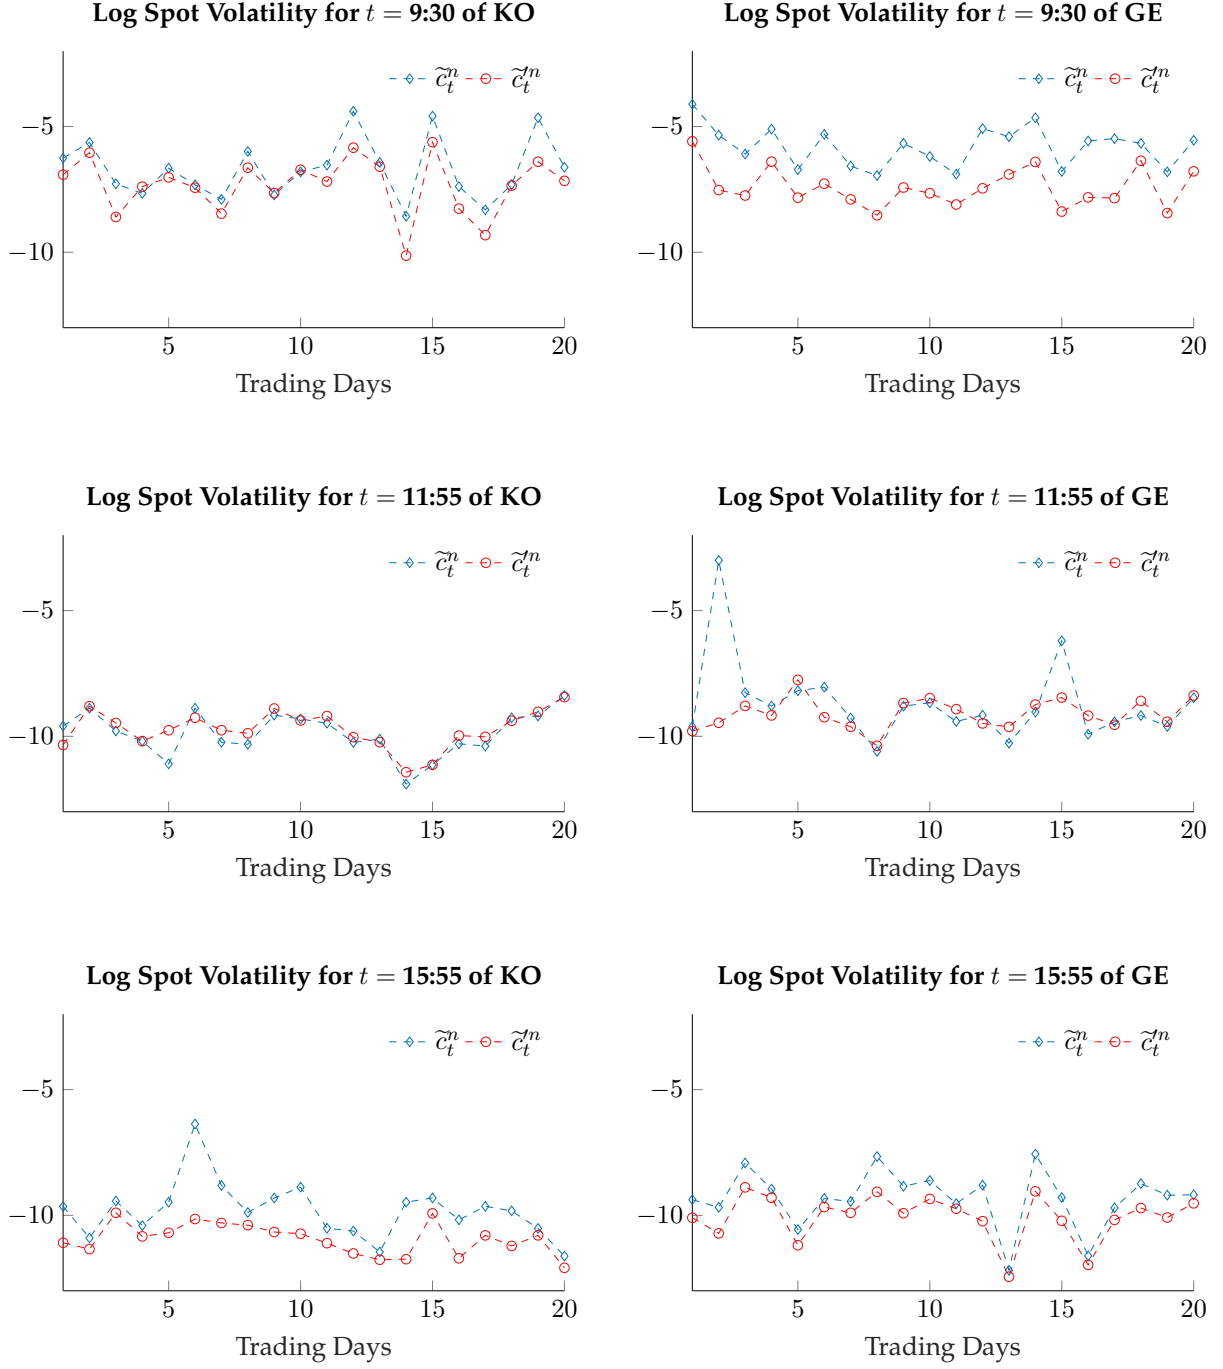 Log Spot Volatility for t = 9:30 of KO
c̃ₜⁿ c̃′ₜⁿ
−5
−10
5 10 15 20
Trading Days
Log Spot Volatility for t = 9:30 of GE
c̃ₜⁿ c̃′ₜⁿ
−5
−10
5 10 15 20
Trading Days
Log Spot Volatility for t = 11:55 of KO
c̃ₜⁿ c̃′ₜⁿ
−5
−10
5 10 15 20
Trading Days
Log Spot Volatility for t = 11:55 of GE
c̃ₜⁿ c̃′ₜⁿ
−5
−10
5 10 15 20
Trading Days
Log Spot Volatility for t = 15:55 of KO
c̃ₜⁿ c̃′ₜⁿ
−5
−10
5 10 15 20
Trading Days
Log Spot Volatility for t = 15:55 of GE
c̃ₜⁿ c̃′ₜⁿ
−5
−10
5 10 15 20
Trading Days